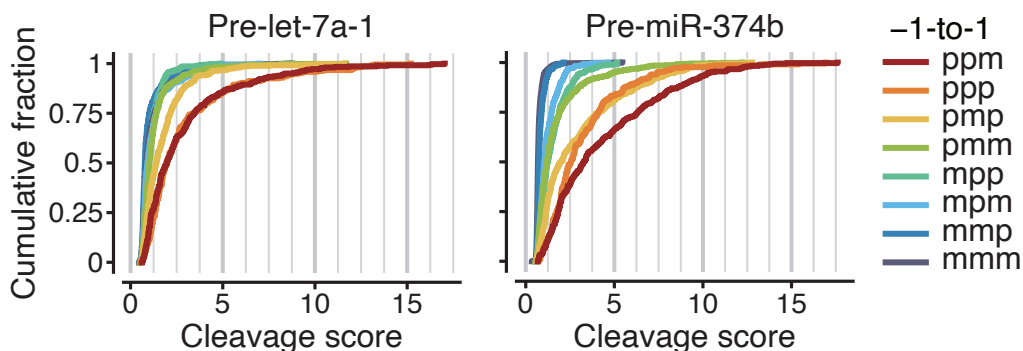 Pre-let-7a-1
Pre-miR-374b
–1-to-1
Cumulative fraction
1
0.75
0.5
0.25
0
0 5 10 15
0 5 10 15
Cleavage score
Cleavage score
ppm
ppp
pmp
pmm
mpp
mpm
mmp
mmm